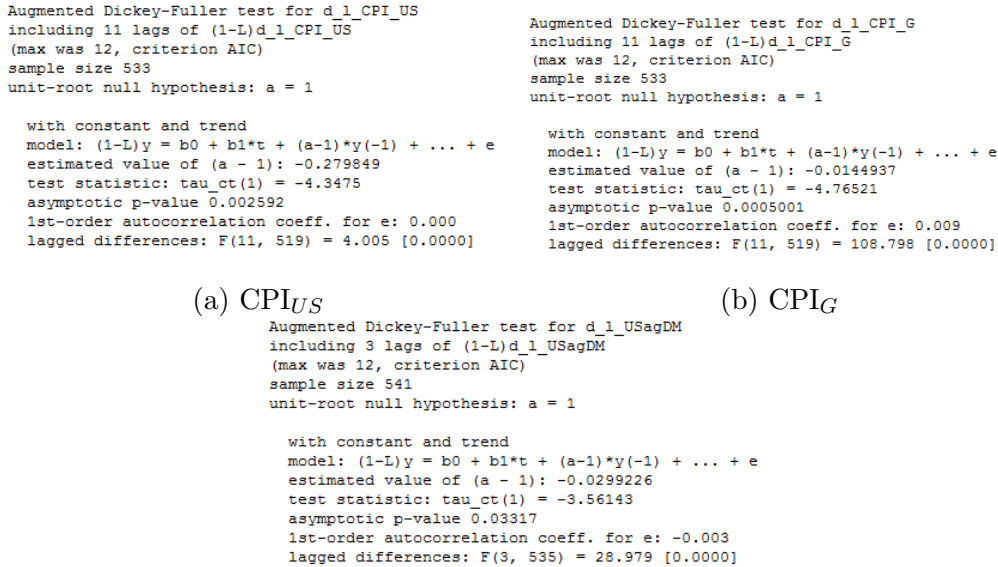 Augmented Dickey-Fuller test for d_l_CPI_US
including 11 lags of (1-L)d_l_CPI_US
(max was 12, criterion AIC)
sample size 533
unit-root null hypothesis: a = 1
with constant and trend
model: (1-L)y = b0 + b1*t + (a-1)*y(-1) + ... + e
estimated value of (a - 1): -0.279849
test statistic: tau_ct(1) = -4.3475
asymptotic p-value 0.002592
1st-order autocorrelation coeff. for e: 0.000
lagged differences: F(11, 519) = 4.005 [0.0000]
(a) CPI_{US}
Augmented Dickey-Fuller test for d_l_CPI_G
including 11 lags of (1-L)d_l_CPI_G
(max was 12, criterion AIC)
sample size 533
unit-root null hypothesis: a = 1
with constant and trend
model: (1-L)y = b0 + b1*t + (a-1)*y(-1) + ... + e
estimated value of (a - 1): -0.0144937
test statistic: tau_ct(1) = -4.76521
asymptotic p-value 0.0005001
1st-order autocorrelation coeff. for e: 0.009
lagged differences: F(11, 519) = 108.798 [0.0000]
(b) CPI_G
Augmented Dickey-Fuller test for d_l_USagDM
including 3 lags of (1-L)d_l_USagDM
(max was 12, criterion AIC)
sample size 541
unit-root null hypothesis: a = 1
with constant and trend
model: (1-L)y = b0 + b1*t + (a-1)*y(-1) + ... + e
estimated value of (a - 1): -0.0299226
test statistic: tau_ct(1) = -3.56143
asymptotic p-value 0.03317
1st-order autocorrelation coeff. for e: -0.003
lagged differences: F(3, 535) = 28.979 [0.0000]